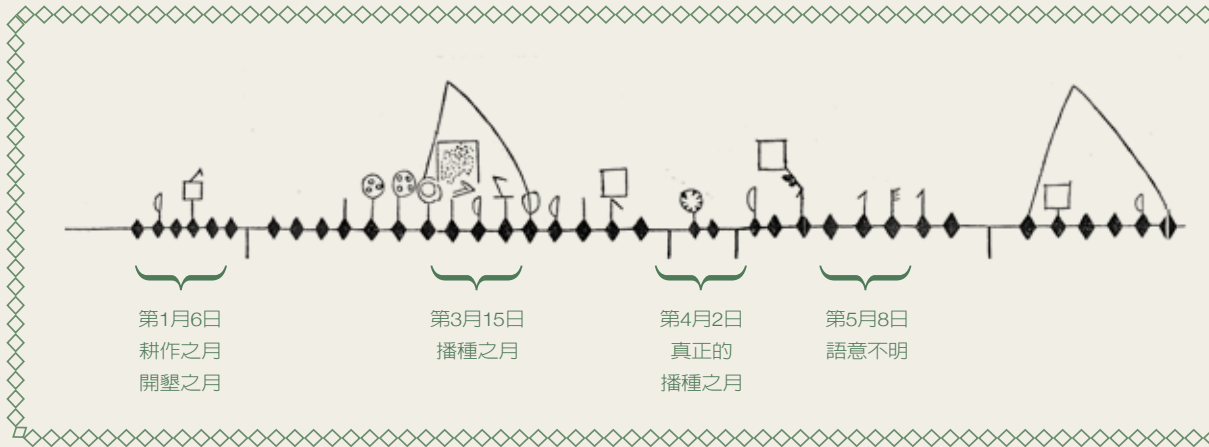 第1月6日
耕作之月
開墾之月
第3月15日
播種之月
第4月2日
真正的
播種之月
第5月8日
語意不明